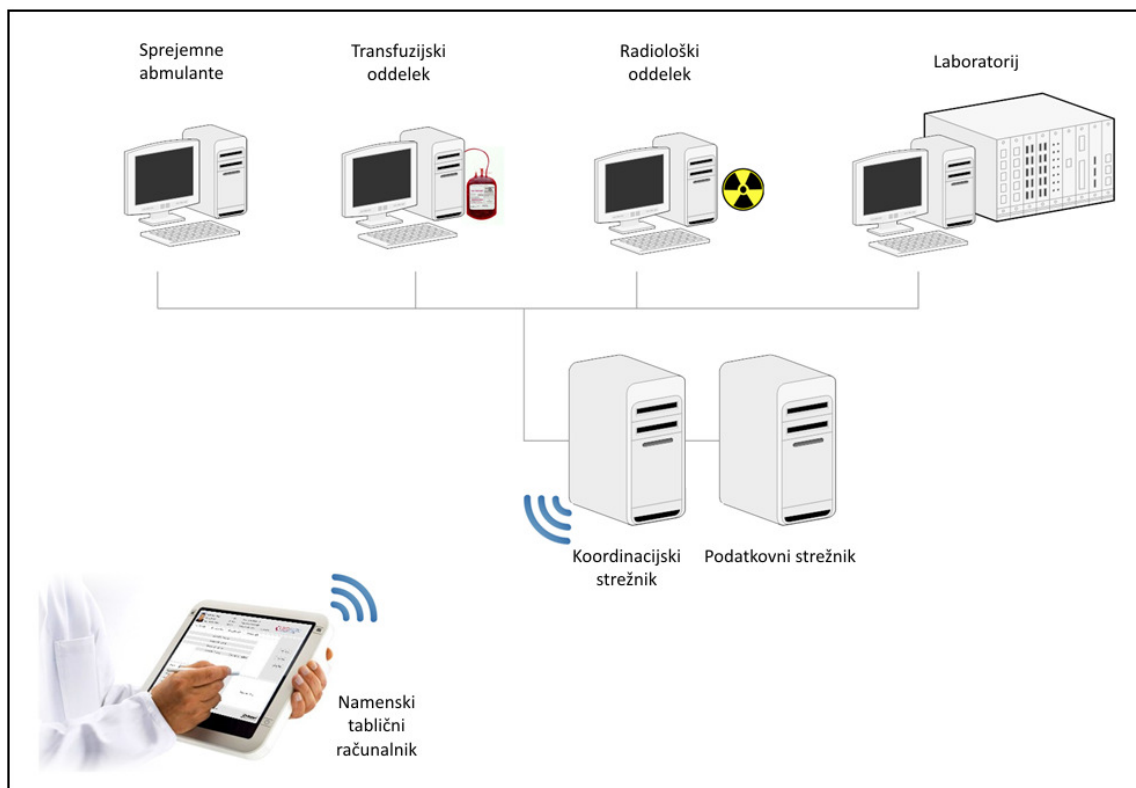 Sprejemne
abmulante
Transfuzijski
oddelek
Radiološki
oddelek
Laboratorij
Koordinacijski
strežnik
Podatkovni strežnik
Namenski
tablični
računalnik